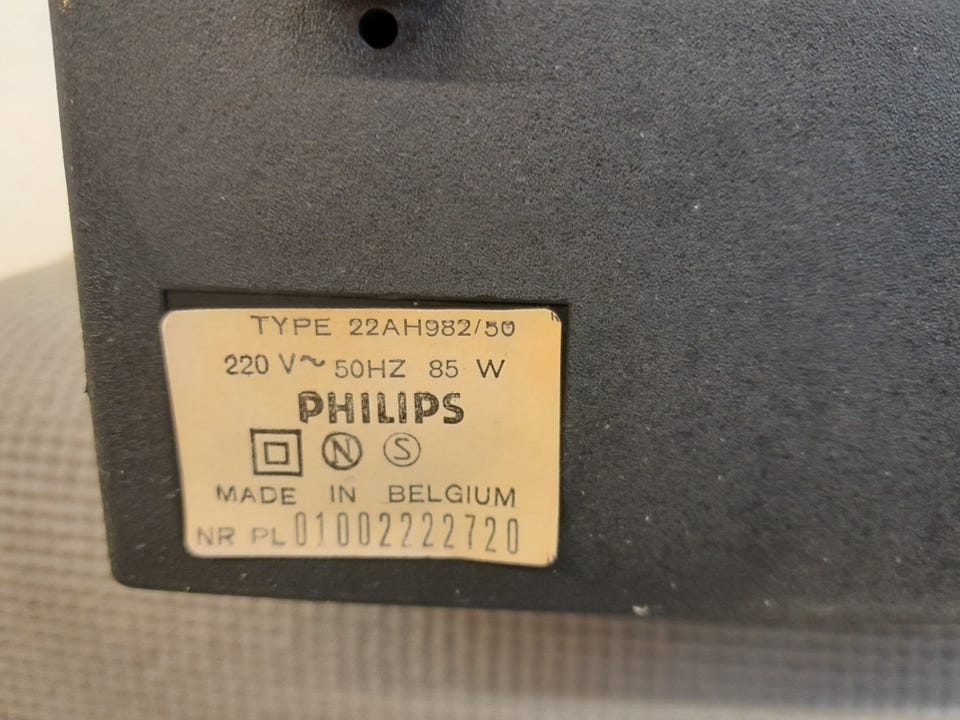 TYPE 22AH982/50
220 V~ 50HZ 85 W
PHILIPS
N S
MADE IN BELGIUM
NR PL 01002222720